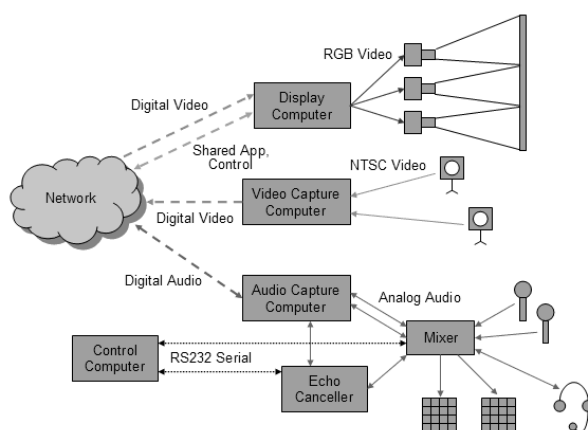 RGB Video
Digital Video
Display
Computer
Shared App,
Control
NTSC Video
Network
Video Capture
Computer
Digital Video
Digital Audio
Audio Capture
Computer
Analog Audio
Mixer
Control
Computer
RS232 Serial
Echo
Canceller